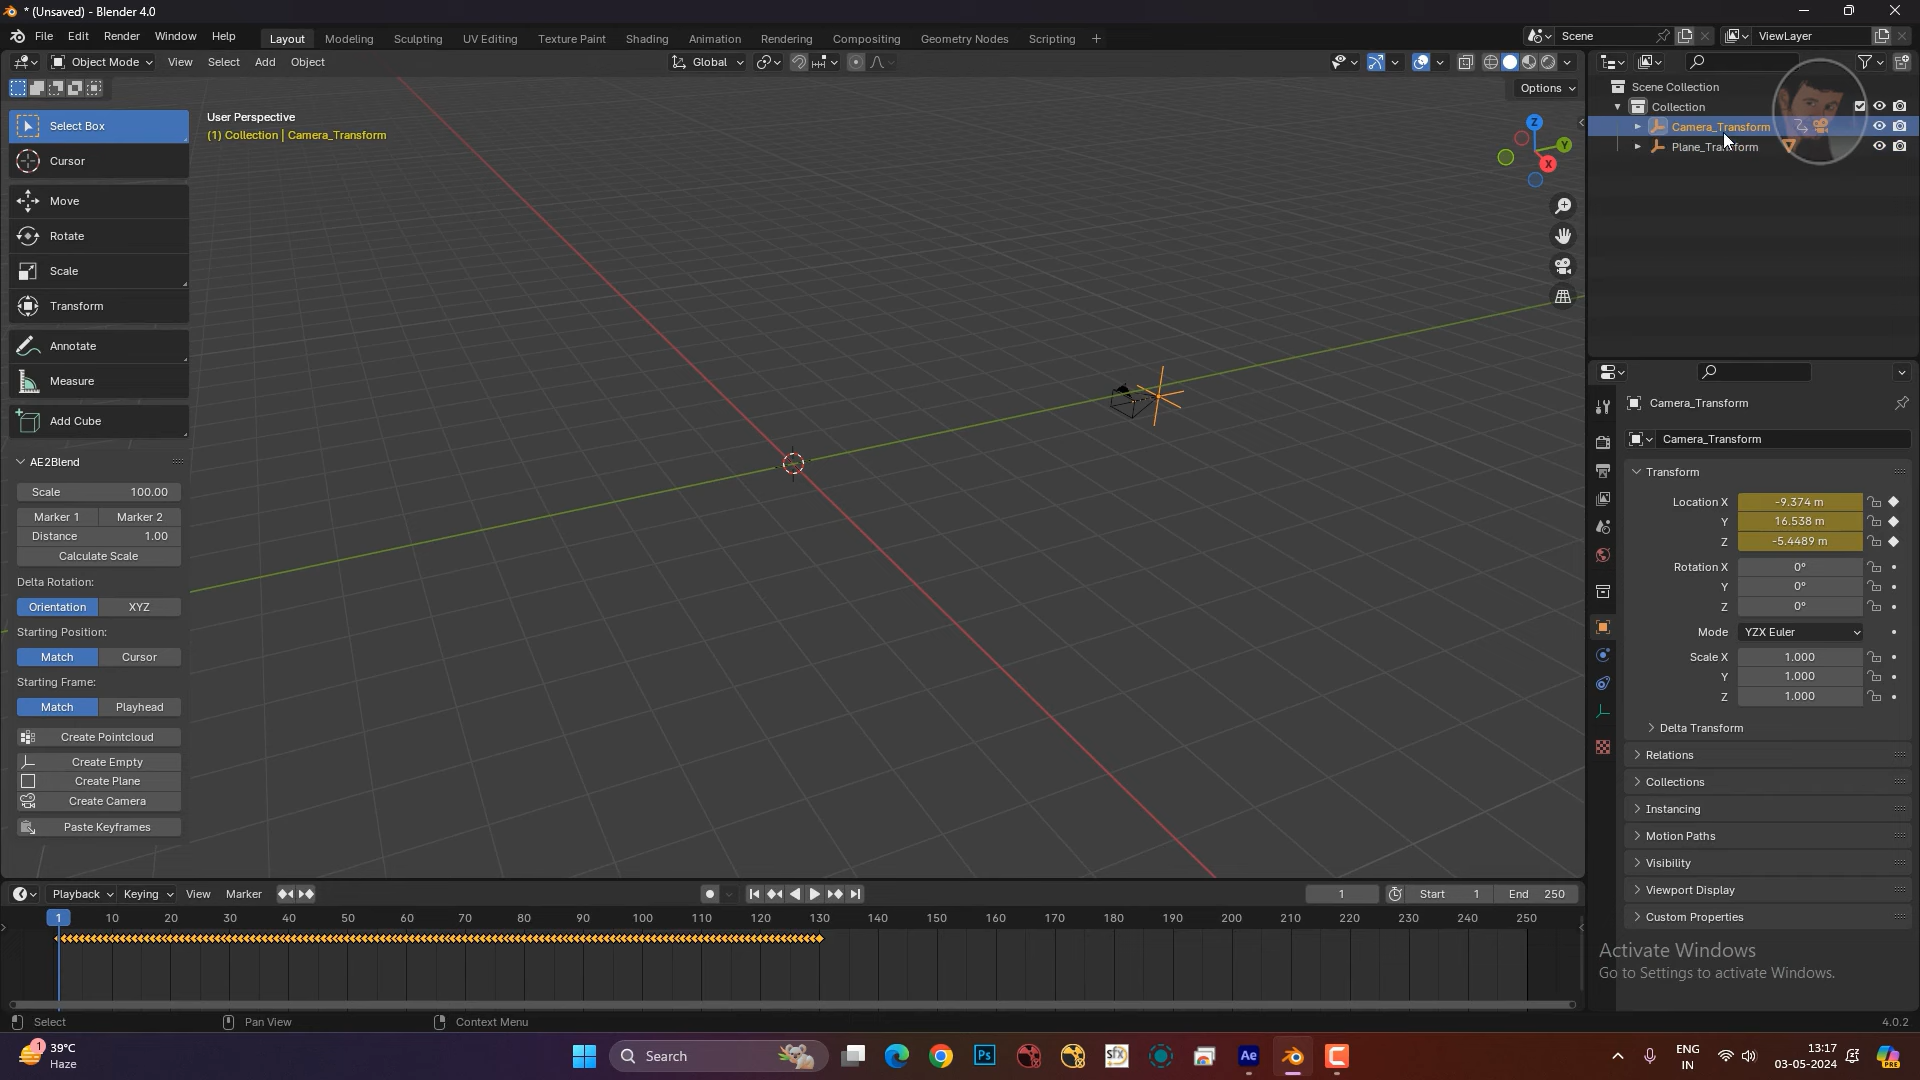 * (Unsaved) - Blender 4.0
File Edit Render Window Help Layout Modeling Sculpting UV Editing Texture Paint Shading Animation Rendering Compositing Geometry Nodes Scripting + Scene ViewLayer
Object Mode View Select Add Object Global
Options
User Perspective
(1) Collection | Camera_Transform
Z
Y
X
Select Box
Cursor
Move
Rotate
Scale
Transform
Annotate
Measure
Add Cube
AE2Blend
Scale 100.00
Marker 1 Marker 2
Distance 1.00
Calculate Scale
Delta Rotation:
Orientation XYZ
Starting Position:
Match Cursor
Starting Frame:
Match Playhead
Create Pointcloud
Create Empty
Create Plane
Create Camera
Paste Keyframes
Scene Collection
Collection
Camera_Transform
Plane_Transform
Camera_Transform
Camera_Transform
Transform
Location X -9.374 m
Y 16.538 m
Z -5.4489 m
Rotation X 0°
Y 0°
Z 0°
Mode YZX Euler
Scale X 1.000
Y 1.000
Z 1.000
Delta Transform
Relations
Collections
Instancing
Motion Paths
Visibility
Viewport Display
Custom Properties
Activate Windows
Go to Settings to activate Windows.
Playback Keying View Marker 1 Start 1 End 250
1 10 20 30 40 50 60 70 80 90 100 110 120 130 140 150 160 170 180 190 200 210 220 230 240 250
Select Pan View Context Menu 4.0.2
1 39°C
Haze
Search
Ps
sfx
Ae
ENG
IN
13:17
03-05-2024
PRE